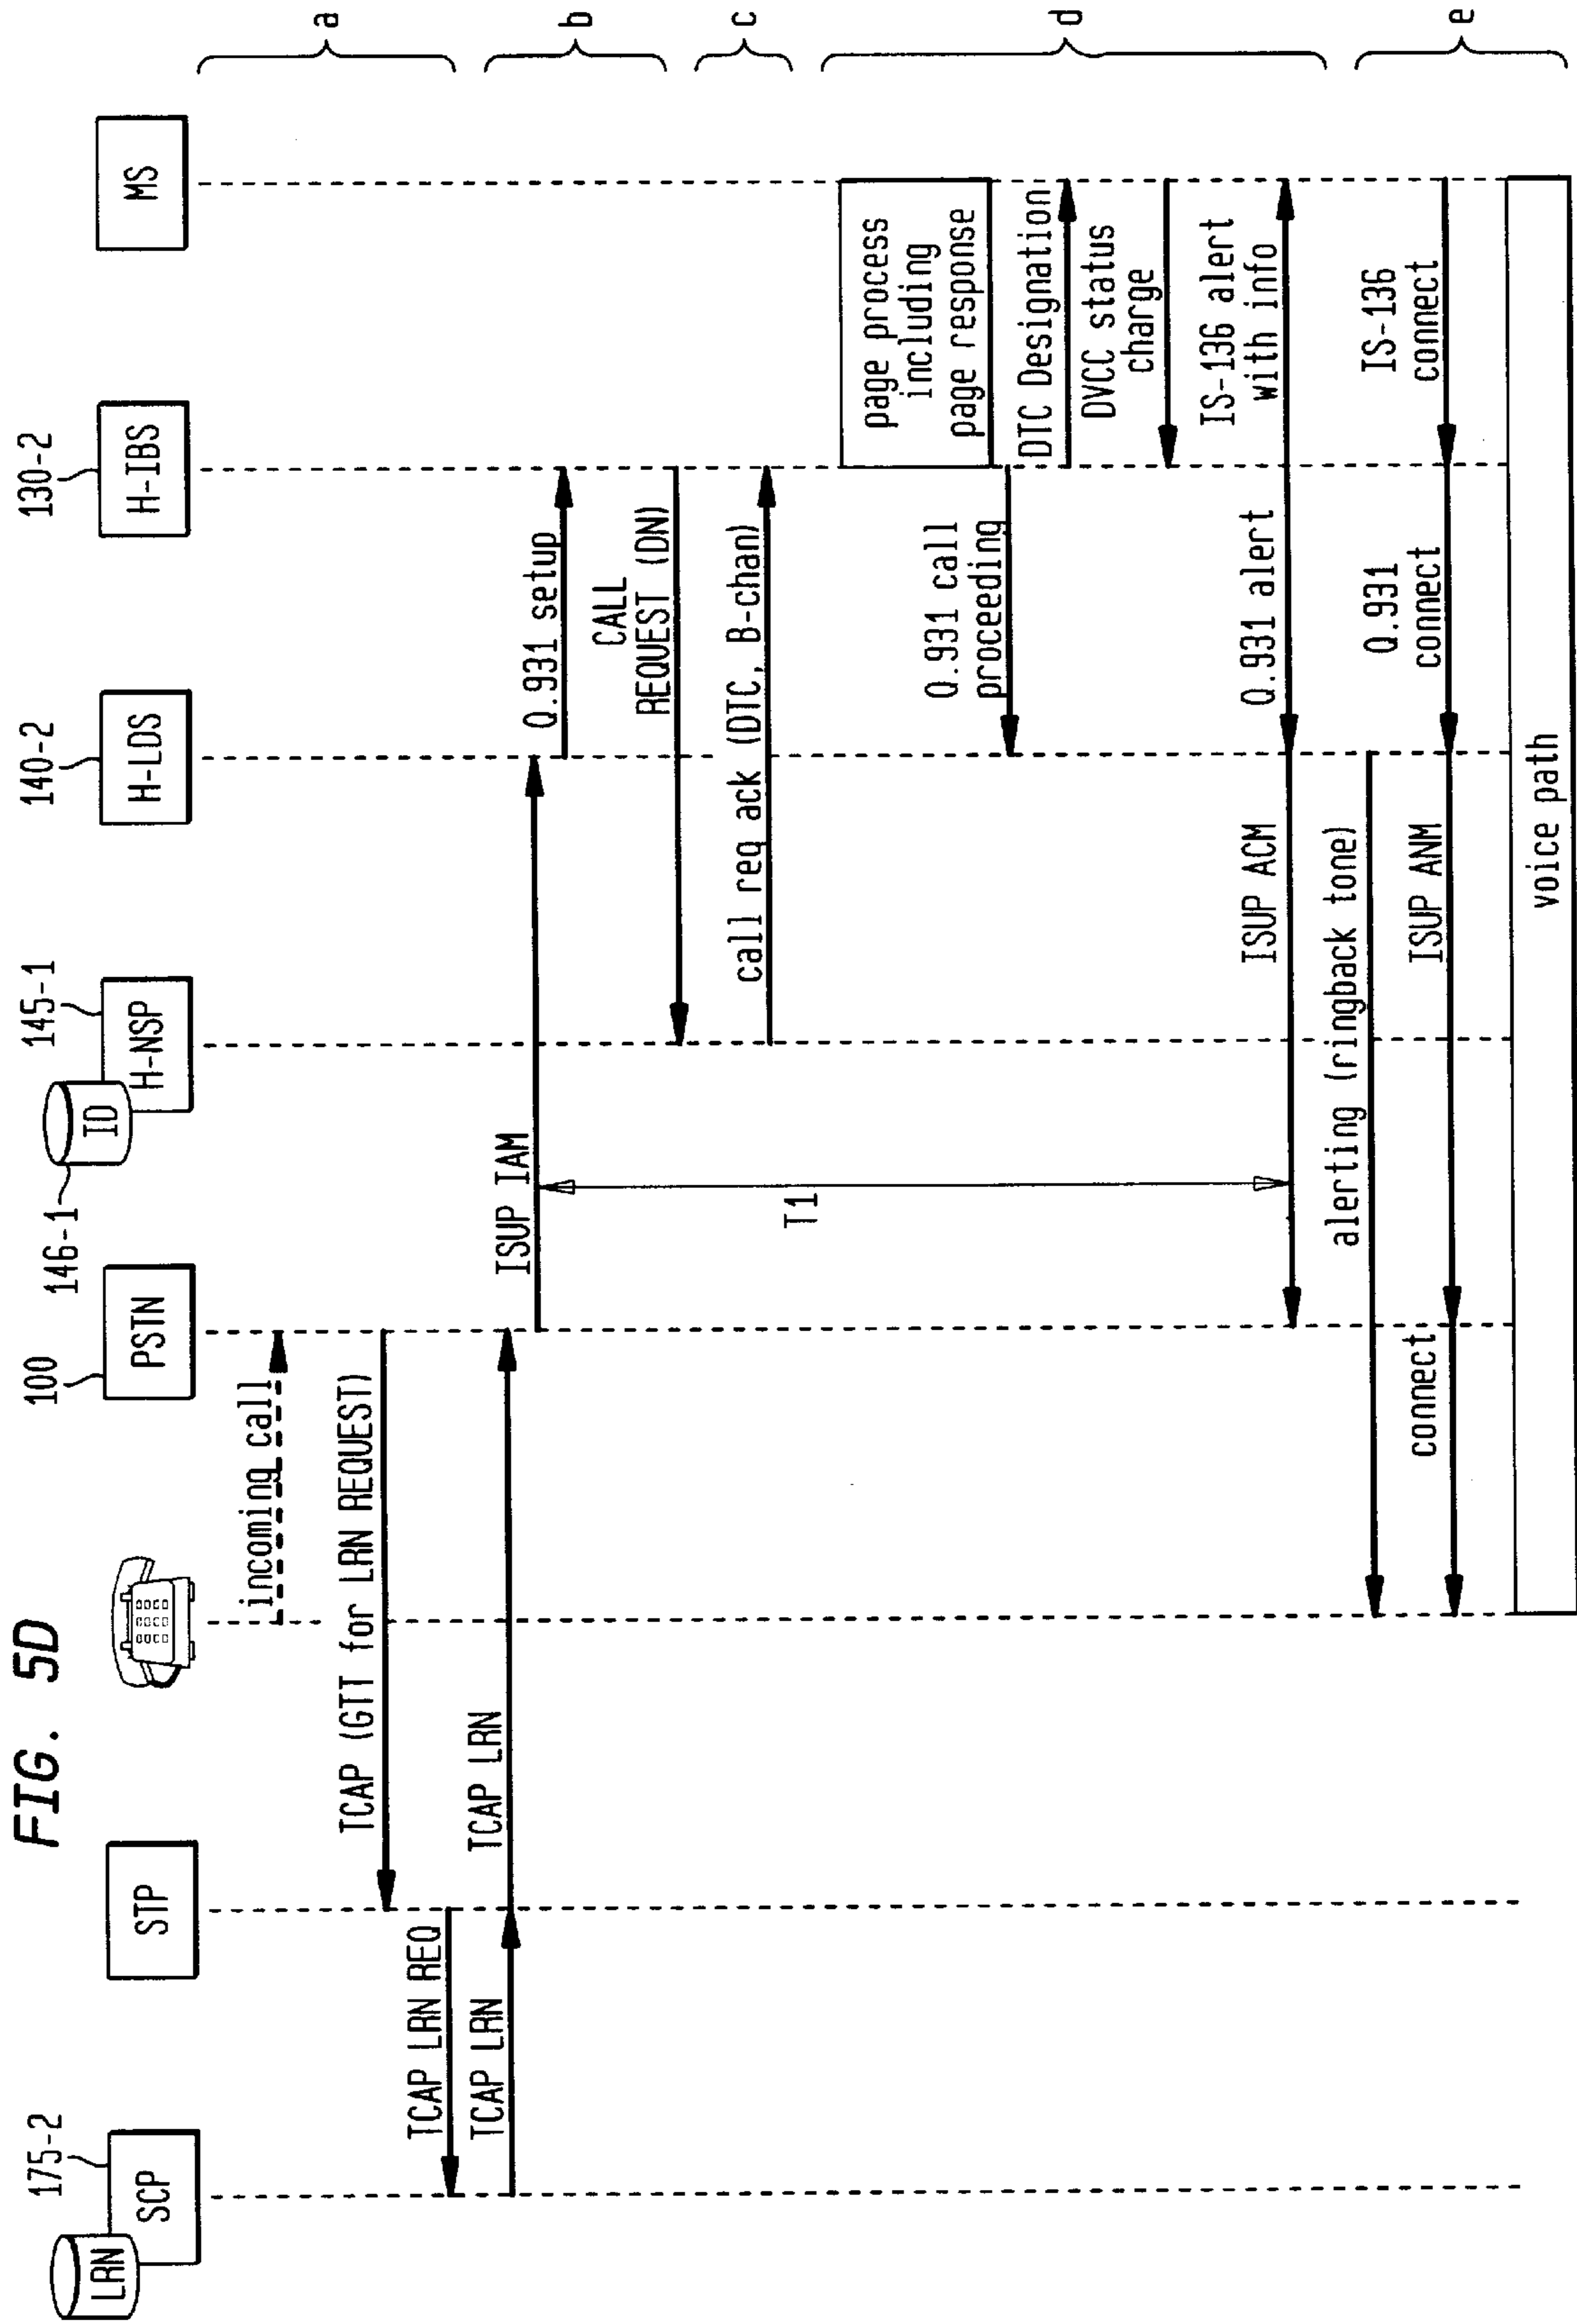 FIG. 5D
LRN
175-2
SCP
STP
100
PSTN
146-1
ID
145-1
H-NSP
140-2
H-LDS
130-2
H-IBS
MS
incoming call
a
TCAP (GTT for LRN REQUEST)
TCAP LRN REQ
TCAP LRN
TCAP LRN
ISUP IAM
Q.931 setup
b
CALL
REQUEST (DN)
call req ack (DTC, B-chan)
c
page process
including
page response
Q.931 call
proceeding
DTC Designation
d
DVCC status
charge
T1
ISUP ACM
Q.931 alert
IS-136 alert
with info
alerting (ringback tone)
connect
ISUP ANM
Q.931
connect
IS-136
connect
e
voice path